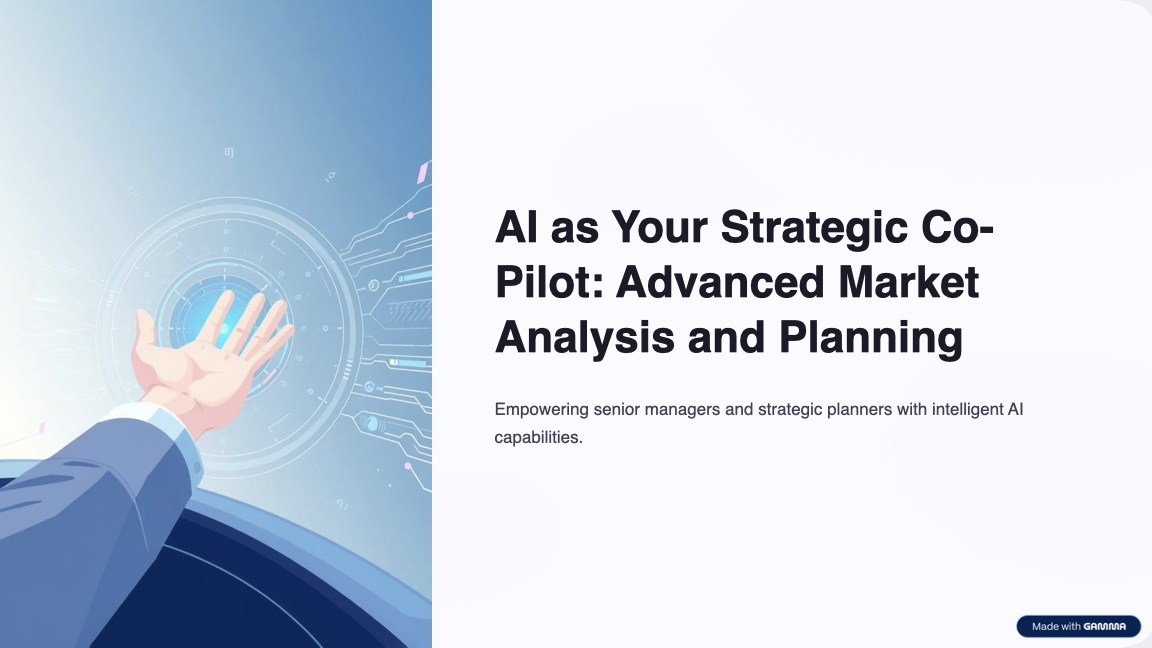 AI as Your Strategic Co-
Pilot: Advanced Market
Analysis and Planning
Empowering senior managers and strategic planners with intelligent AI
capabilities.
Made with GAMMA